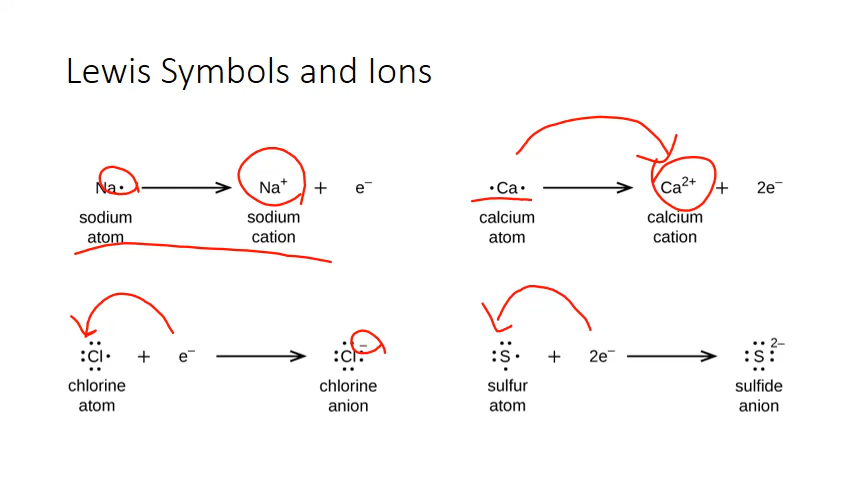 Lewis Symbols and Ions
Na· ⟶ Na⁺ + e⁻
sodium atom
sodium cation
·Ca· ⟶ Ca²⁺ + 2e⁻
calcium atom
calcium cation
:Cl· + e⁻ ⟶ :Cl:⁻
chlorine atom
chlorine anion
:S· + 2e⁻ ⟶ :S:²⁻
sulfur atom
sulfide anion